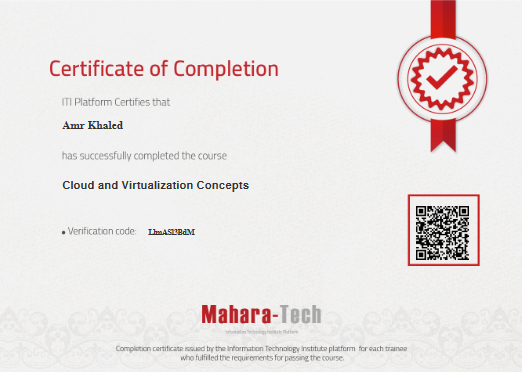 Certificate of Completion
ITI Platform Certifies that
Amr Khaled
has successfully completed the course
Cloud and Virtualization Concepts
• Verification code: LlmASl3BdM
Mahara-Tech
Information Technology Institute Platform
Completion certificate issued by the Information Technology Institute platform for each trainee
who fulfilled the requirements for passing the course.